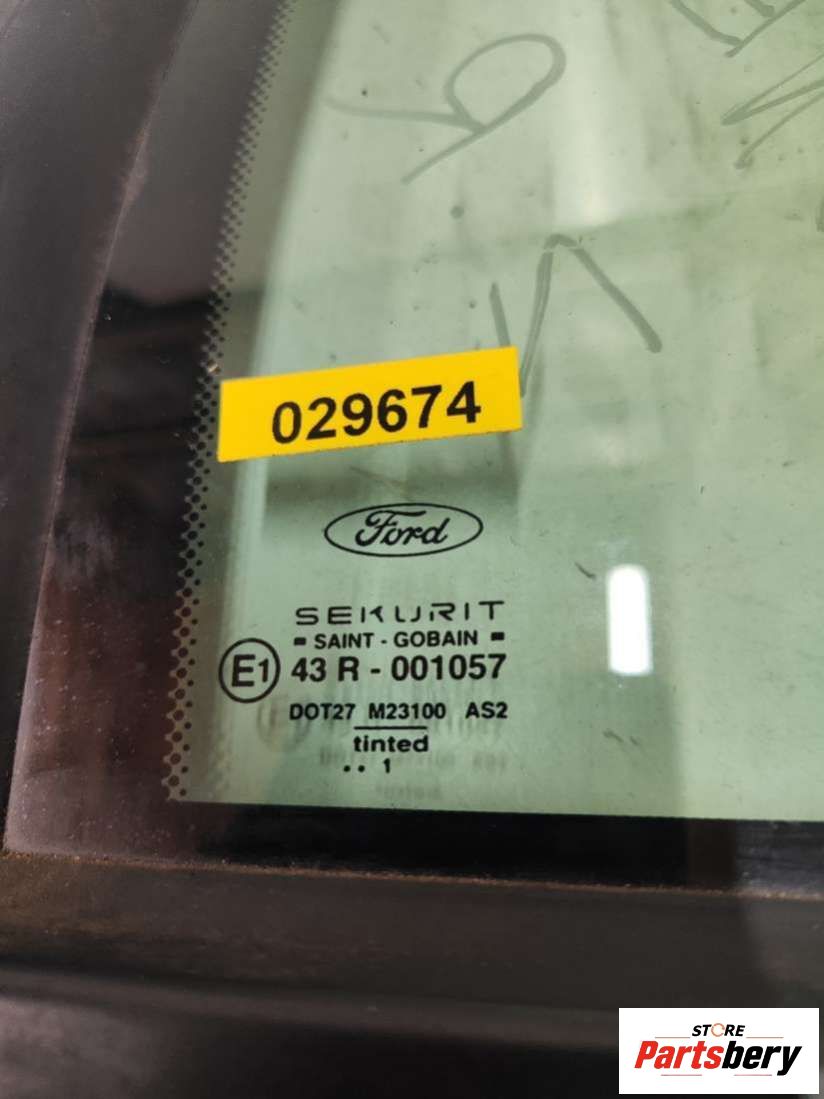 029674
Ford
SEKURIT
SAINT - GOBAIN
E1 43 R - 001057
DOT27 M23100 AS2
tinted
. . 1
STORE
Partsbery